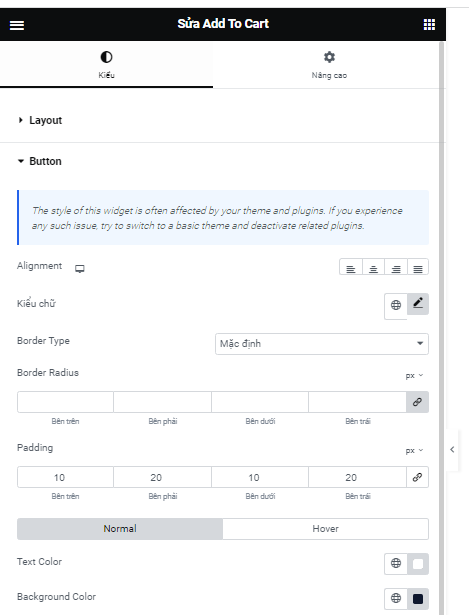 Sửa Add To Cart
Kiểu
Nâng cao
Layout
Button
The style of this widget is often affected by your theme and plugins. If you experience
any such issue, try to switch to a basic theme and deactivate related plugins.
Alignment
Kiểu chữ
Border Type
Mặc định
Border Radius
px
Bên trên Bên phải Bên dưới Bên trái
Padding
px
10 20 10 20
Bên trên Bên phải Bên dưới Bên trái
Normal Hover
Text Color
Background Color